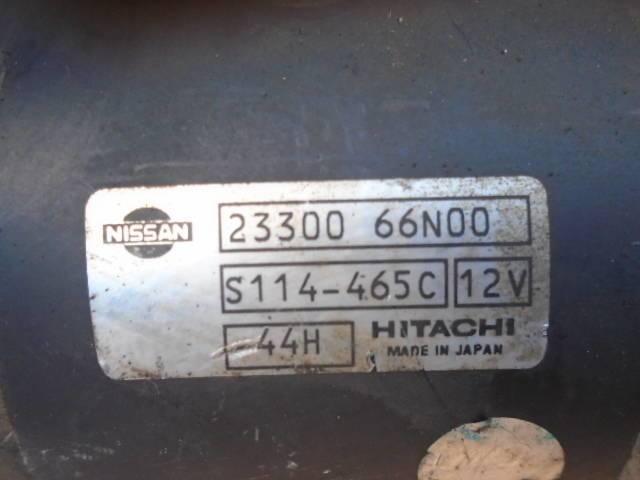 NISSAN
23300 66N00
S114-465C 12V
44H HITACHI
MADE IN JAPAN